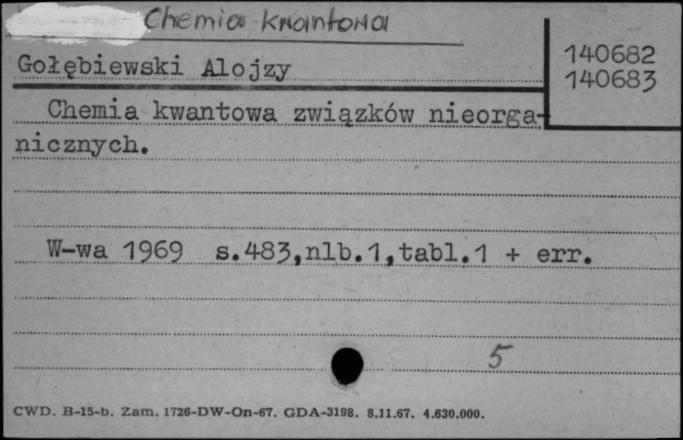 Chemia kwantowa
Gołębiewski Alojzy
140682
140683
Chemia kwantowa związków nieorga-
nicznych.
W-wa 1969 s.483,nlb.1,tabl.1 + err.
5
CWD. B-15-b. Zam. 1726-DW-On-67. GDA-3198. 8.11.67. 4.630.000.